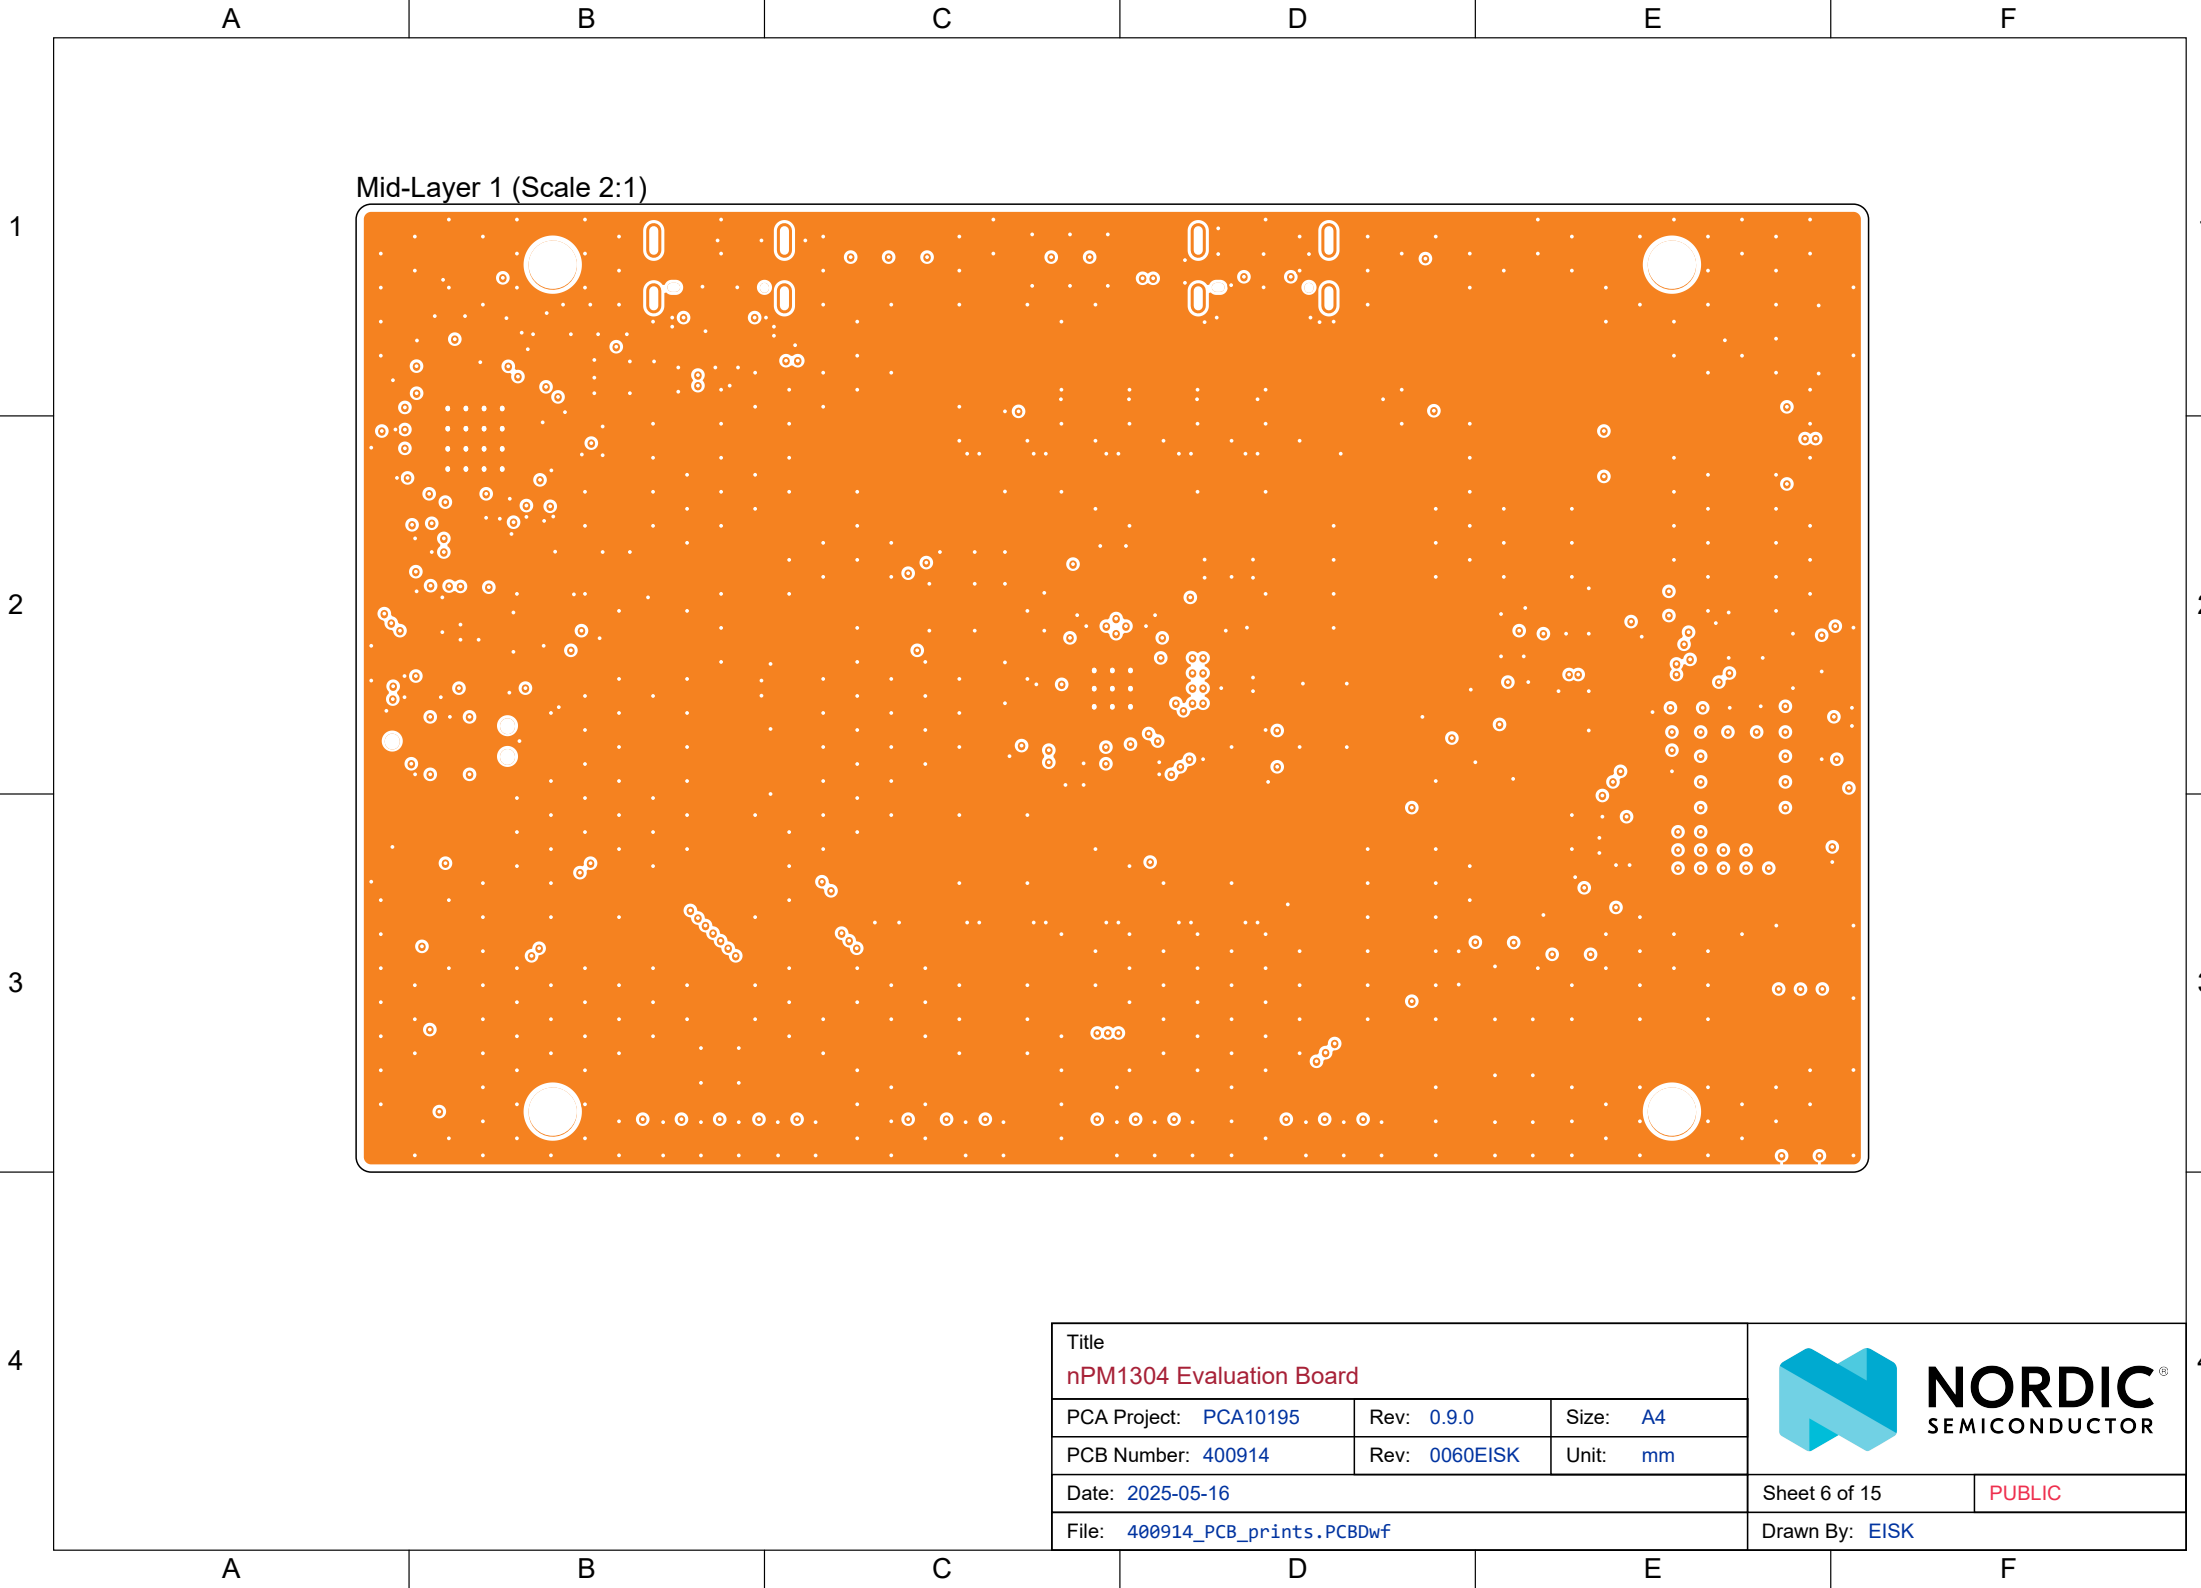 A B C D E F
Mid-Layer 1 (Scale 2:1)
1
2
3
4
Title
nPM1304 Evaluation Board
PCA Project: PCA10195 Rev: 0.9.0 Size: A4
PCB Number: 400914 Rev: 0060EISK Unit: mm
Date: 2025-05-16
File: 400914_PCB_prints.PCBDwf
NORDIC®
SEMICONDUCTOR
Sheet 6 of 15 PUBLIC
Drawn By: EISK
A B C D E F